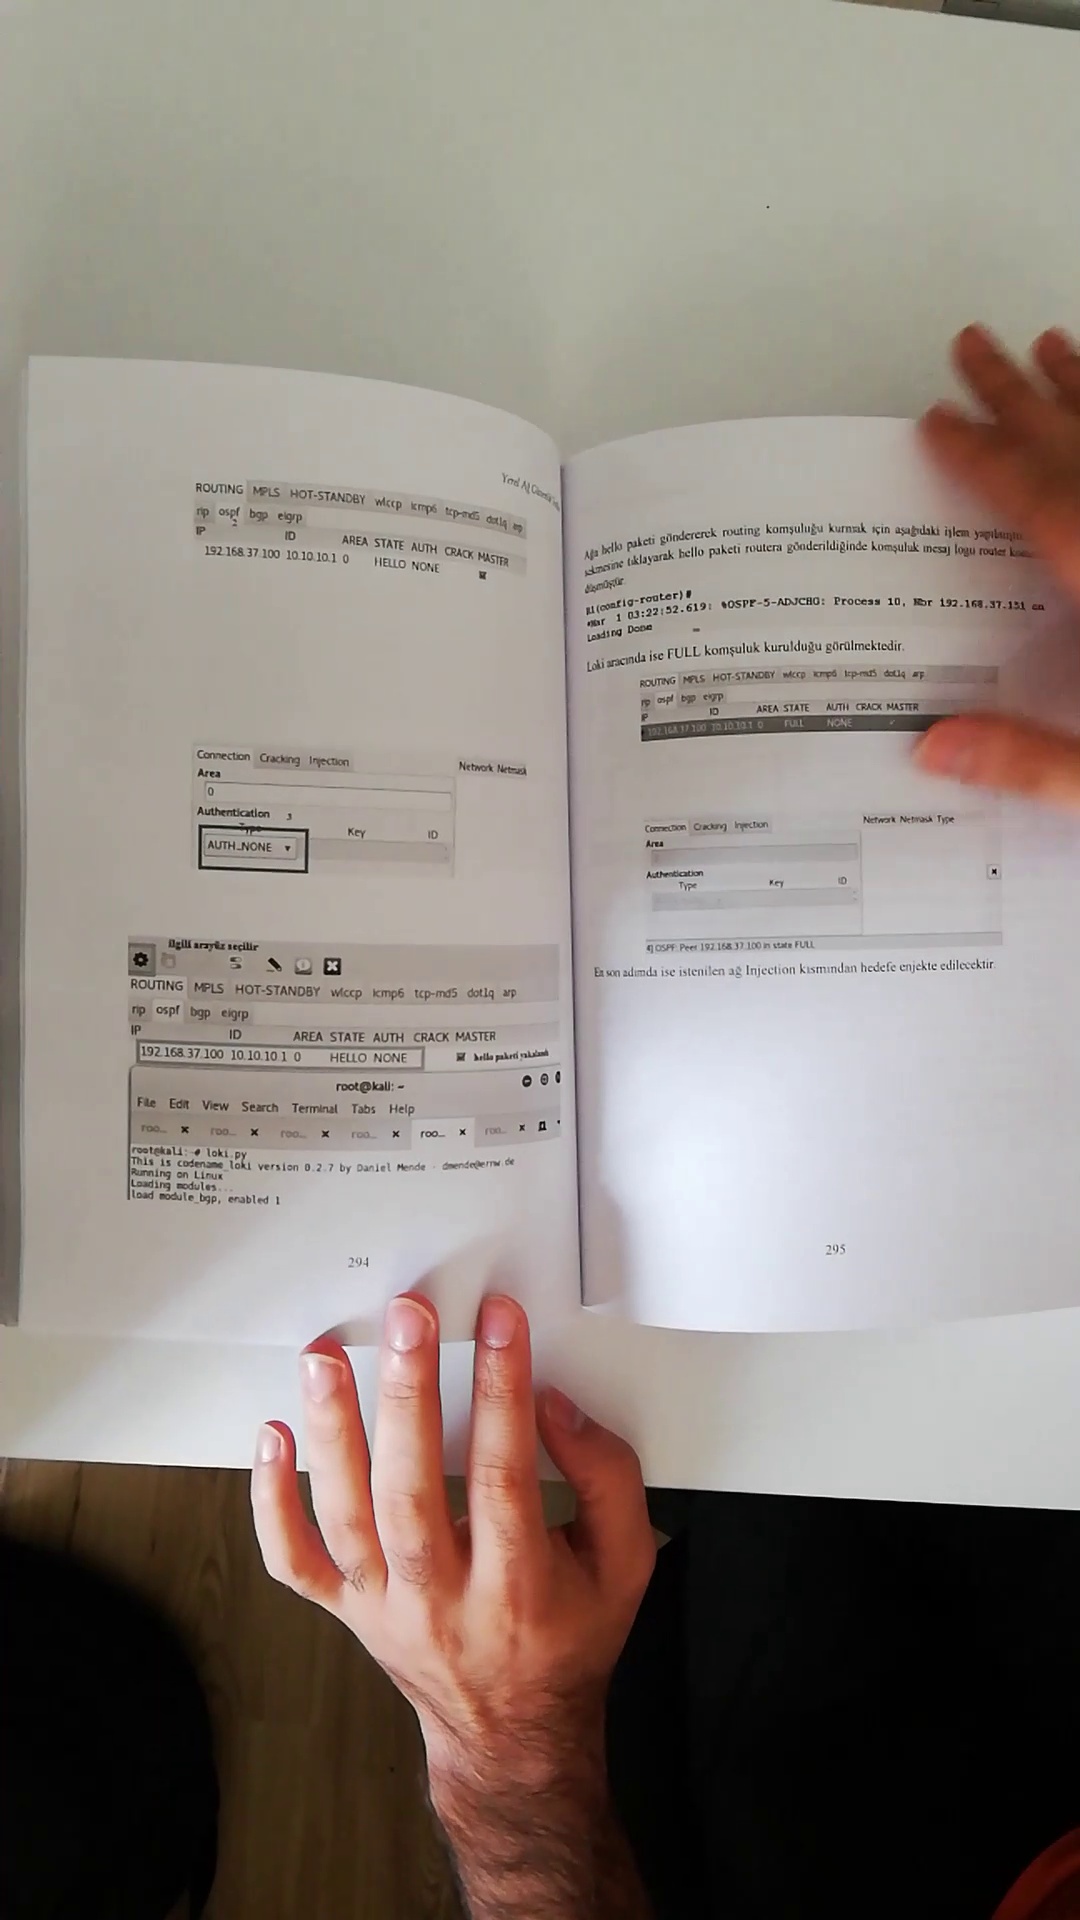 Yerel Ağ
ROUTING MPLS HOT-STANDBY wlccp icmp6 tcp-md5 dot1q arp
rip ospf bgp eigrp
2
IP ID AREA STATE AUTH CRACK MASTER
192.168.37.100 10.10.10.1 0 HELLO NONE
Connection Cracking Injection
Network Netmask
Area
0
Authentication 3
Type Key ID
AUTH_NONE
ilgili arayüz seçilir
ROUTING MPLS HOT-STANDBY wlccp icmp6 tcp-md5 dot1q arp
rip ospf bgp eigrp
IP ID AREA STATE AUTH CRACK MASTER
192.168.37.100 10.10.10.1 0 HELLO NONE hello paketi yakalandı
root@kali: ~
File Edit View Search Terminal Tabs Help
roo... × roo... × roo... × roo... × roo... × roo... ×
root@kali:~# loki.py
This is codename_loki version 0.2.7 by Daniel Mende - dmende@ernw.de
Running on Linux
Loading modules...
load module_bgp, enabled 1
294
Ağa hello paketi göndererek routing komşuluğu kurmak için aşağıdaki işlem
sekmesine tıklayarak hello paketi routera gönderildiğinde komşuluk mesaj logu router
düşmüştür.
R1(config-router)#
*Mar 1 03:22:52.619: %OSPF-5-ADJCHG: Process 10, Nbr 192.168.37.151 on
Loading Done
Loki aracında ise FULL komşuluk kurulduğu görülmektedir.
ROUTING MPLS HOT-STANDBY wlccp icmp6 tcp-md5 dot1q arp
rip ospf bgp eigrp
IP ID AREA STATE AUTH CRACK MASTER
192.168.37.100 10.10.10.1 0 FULL NONE
Connection Cracking Injection
Network Netmask Type
Area
Authentication
Type Key ID
4) OSPF: Peer 192.168.37.100 in state FULL
En son adımda ise istenilen ağ Injection kısmından hedefe enjekte edilecektir.
295